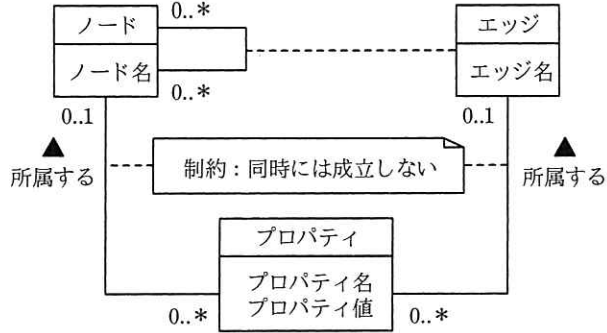 0..*
ノード
エッジ
ノード名
エッジ名
0..*
0..1
0..1
▲
▲
所属する
制約：同時には成立しない
所属する
プロパティ
プロパティ名
プロパティ値
0..*
0..*